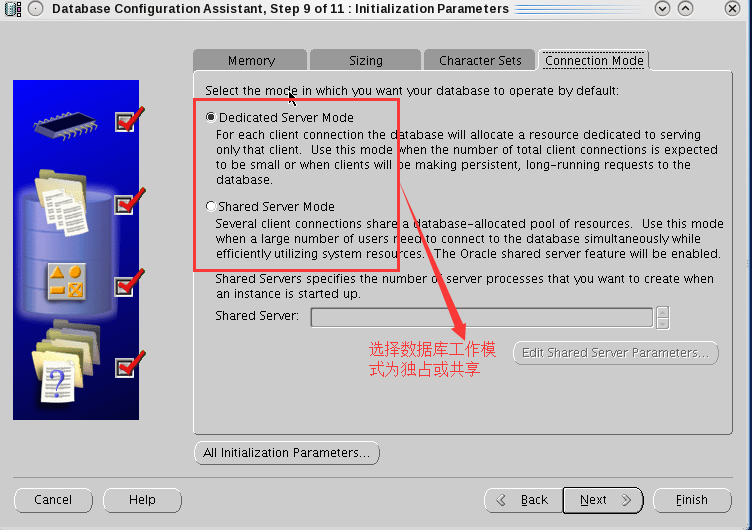 Database Configuration Assistant, Step 9 of 11 : Initialization Parameters
Memory
Sizing
Character Sets
Connection Mode
Select the mode in which you want your database to operate by default:
Dedicated Server Mode
For each client connection the database will allocate a resource dedicated to serving
only that client.  Use this mode when the number of total client connections is expected
to be small or when clients will be making persistent, long-running requests to the
database.
Shared Server Mode
Several client connections share a database-allocated pool of resources.  Use this mode
when a large number of users need to connect to the database simultaneously while
efficiently utilizing system resources.  The Oracle shared server feature will be enabled.
Shared Servers specifies the number of server processes that you want to create when
an instance is started up.
Shared Server:
选择数据库工作模
式为独占或共享
Edit Shared Server Parameters...
?
All Initialization Parameters...
Cancel
Help
Back
Next
Finish